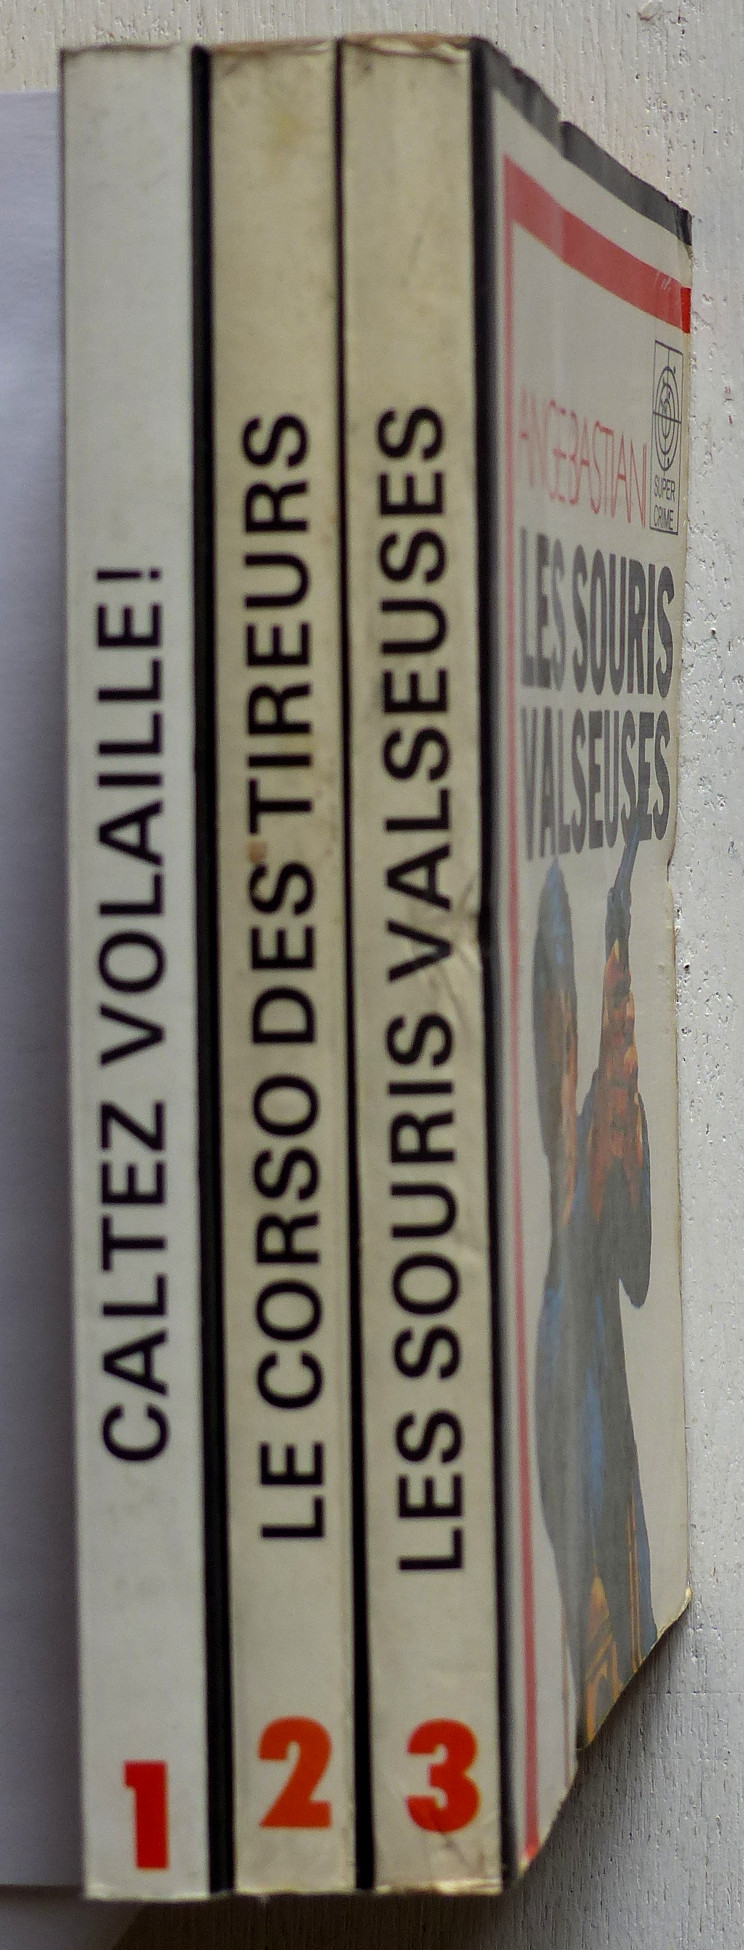 CALTEZ VOLAILLE!
1
LE CORSO DES TIREURS
2
LES SOURIS VALSEUSES
3
ANGE BASTIANI
SUPER
CRIME
LES SOURIS
VALSEUSES